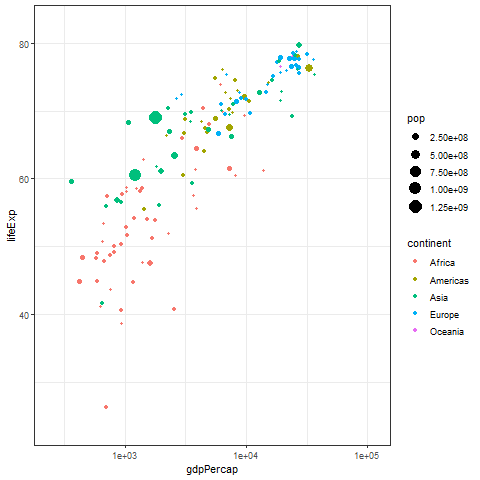 80
60
40
lifeExp
1e+03
1e+04
1e+05
gdpPercap
pop
2.50e+08
5.00e+08
7.50e+08
1.00e+09
1.25e+09
continent
Africa
Americas
Asia
Europe
Oceania